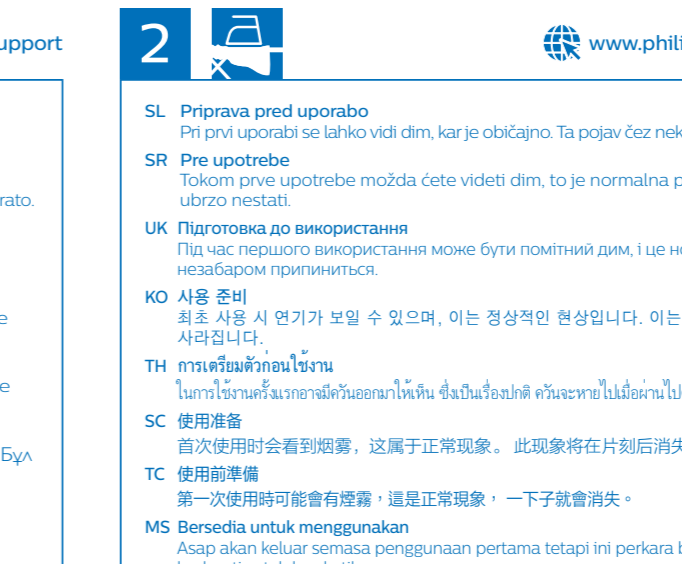 upport
2
www.phili
rato.
e
e
Бұл
SL Priprava pred uporabo
Pri prvi uporabi se lahko vidi dim, kar je običajno. Ta pojav čez nek
SR Pre upotrebe
Tokom prve upotrebe možda ćete videti dim, to je normalna p
ubrzo nestati.
UK Підготовка до використання
Під час першого використання може бути помітний дим, і це но
незабаром припиниться.
KO 사용 준비
최초 사용 시 연기가 보일 수 있으며, 이는 정상적인 현상입니다. 이는
사라집니다.
TH การเตรียมตัวก่อนใช้งาน
ในการใช้งานครั้งแรกอาจมีควันออกมาให้เห็น ซึ่งเป็นเรื่องปกติ ควันจะหายไปเมื่อผ่านไป
SC 使用准备
首次使用时会看到烟雾，这属于正常现象。 此现象将在片刻后消失
TC 使用前準備
第一次使用時可能會有煙霧，這是正常現象， 一下子就會消失。
MS Bersedia untuk menggunakan
Asap akan keluar semasa penggunaan pertama tetapi ini perkara b